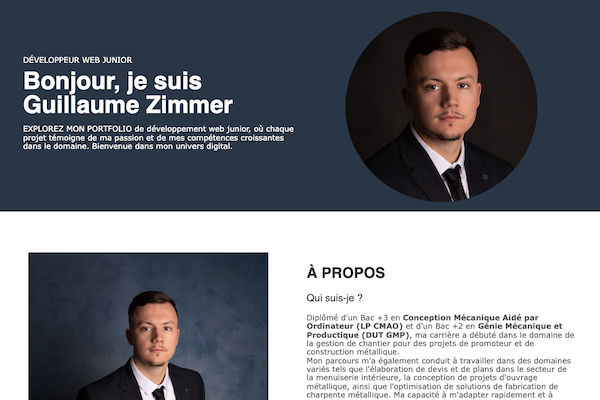 DÉVELOPPEUR WEB JUNIOR
Bonjour, je suis
Guillaume Zimmer
EXPLOREZ MON PORTFOLIO de développement web junior, où chaque
projet témoigne de ma passion et de mes compétences croissantes
dans le domaine. Bienvenue dans mon univers digital.
À PROPOS
Qui suis-je ?
Diplômé d'un Bac +3 en Conception Mécanique Aidé par
Ordinateur (LP CMAO) et d'un Bac +2 en Génie Mécanique et
Productique (DUT GMP), ma carrière a débuté dans le domaine de
la gestion de chantier pour des projets de promoteur et de
construction métallique.
Mon parcours m'a également conduit à travailler dans des domaines
variés tels que l'élaboration de devis et de plans dans le secteur de
la menuiserie intérieure, la conception de projets d'ouvrage
métallique, ainsi que l'optimisation de solutions de fabrication de
charpente métallique. Ma capacité à m'adapter rapidement et à